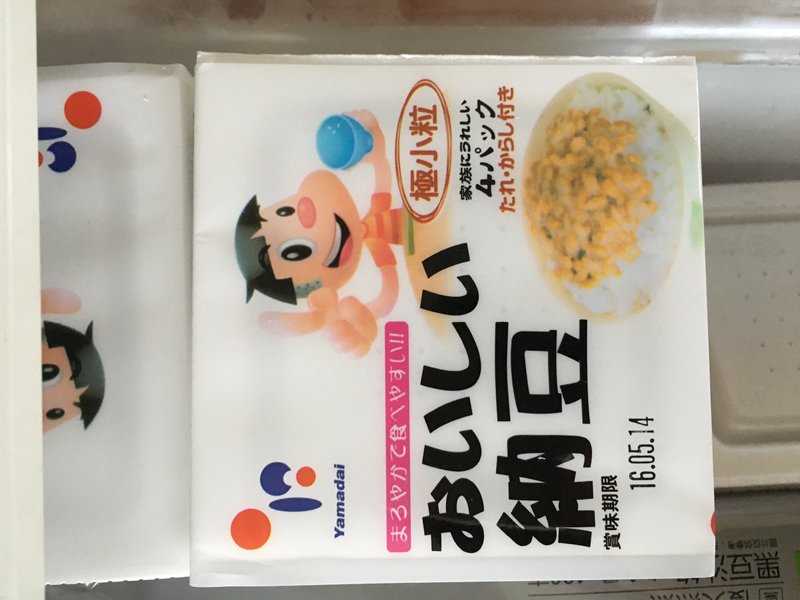 Yamadai
まろやかで食べやすい!!
おいしい
納豆
極小粒
家族にうれしい
4パック
たれ・からし付き
賞味期限
16.05.14